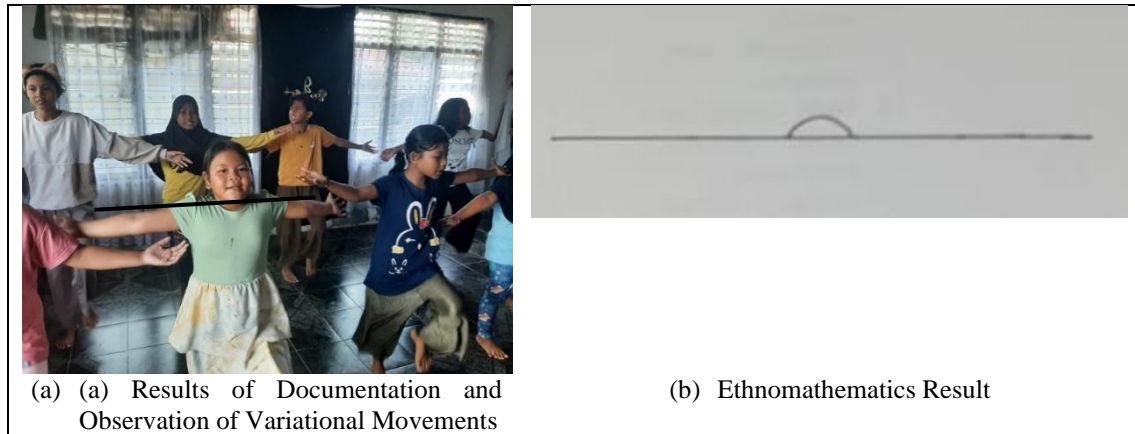 (a) (a) Results of Documentation and
Observation of Variational Movements
(b) Ethnomathematics Result